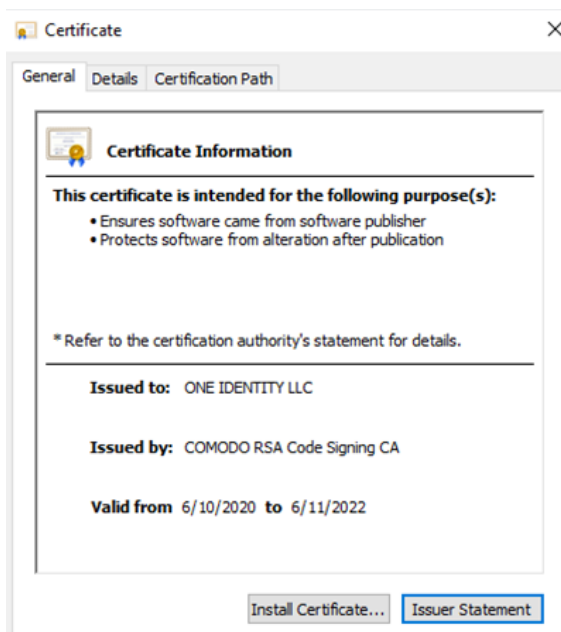 Certificate
General Details Certification Path
Certificate Information
This certificate is intended for the following purpose(s):
• Ensures software came from software publisher
• Protects software from alteration after publication
* Refer to the certification authority's statement for details.
Issued to: ONE IDENTITY LLC
Issued by: COMODO RSA Code Signing CA
Valid from 6/10/2020 to 6/11/2022
Install Certificate... Issuer Statement